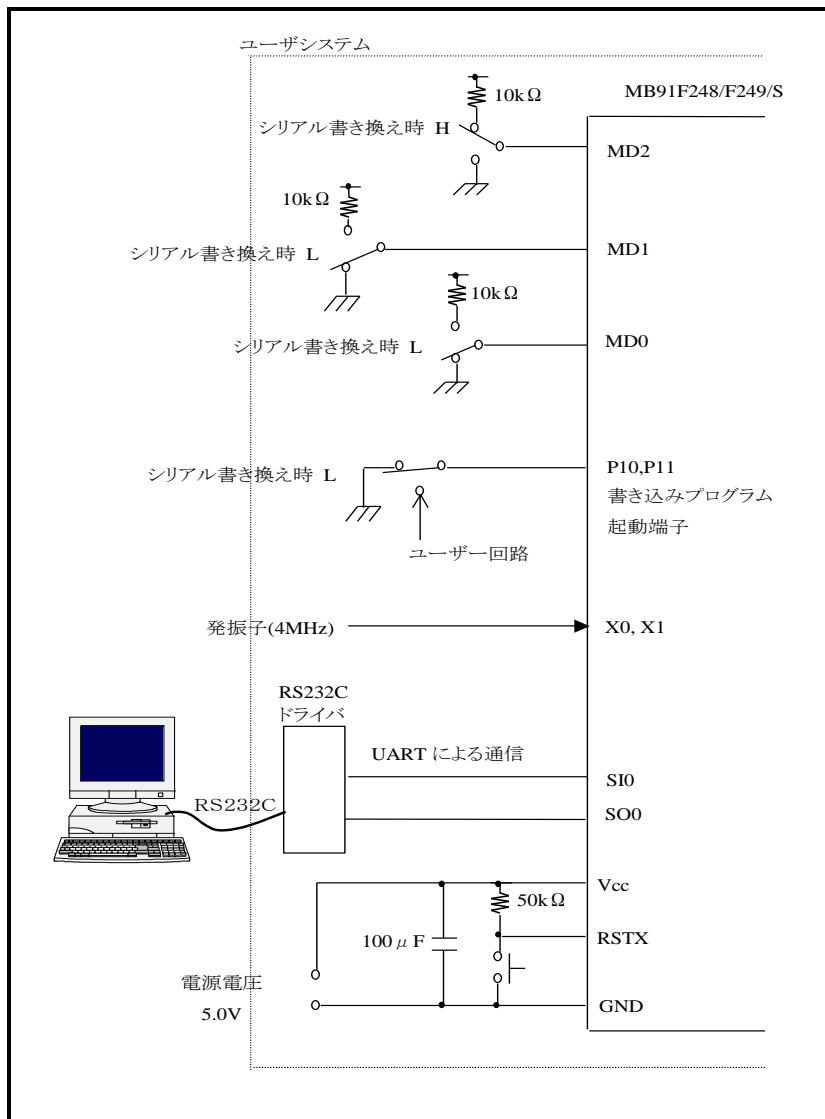 ユーザシステム
10kΩ
MB91F248/F249/S
シリアル書き換え時 H
MD2
10kΩ
シリアル書き換え時 L
MD1
10kΩ
シリアル書き換え時 L
MD0
シリアル書き換え時 L
P10,P11
書き込みプログラム
起動端子
ユーザー回路
発振子(4MHz)
X0, X1
RS232C
ドライバ
UART による通信
SI0
RS232C
SO0
Vcc
50kΩ
100μF
RSTX
電源電圧
5.0V
GND